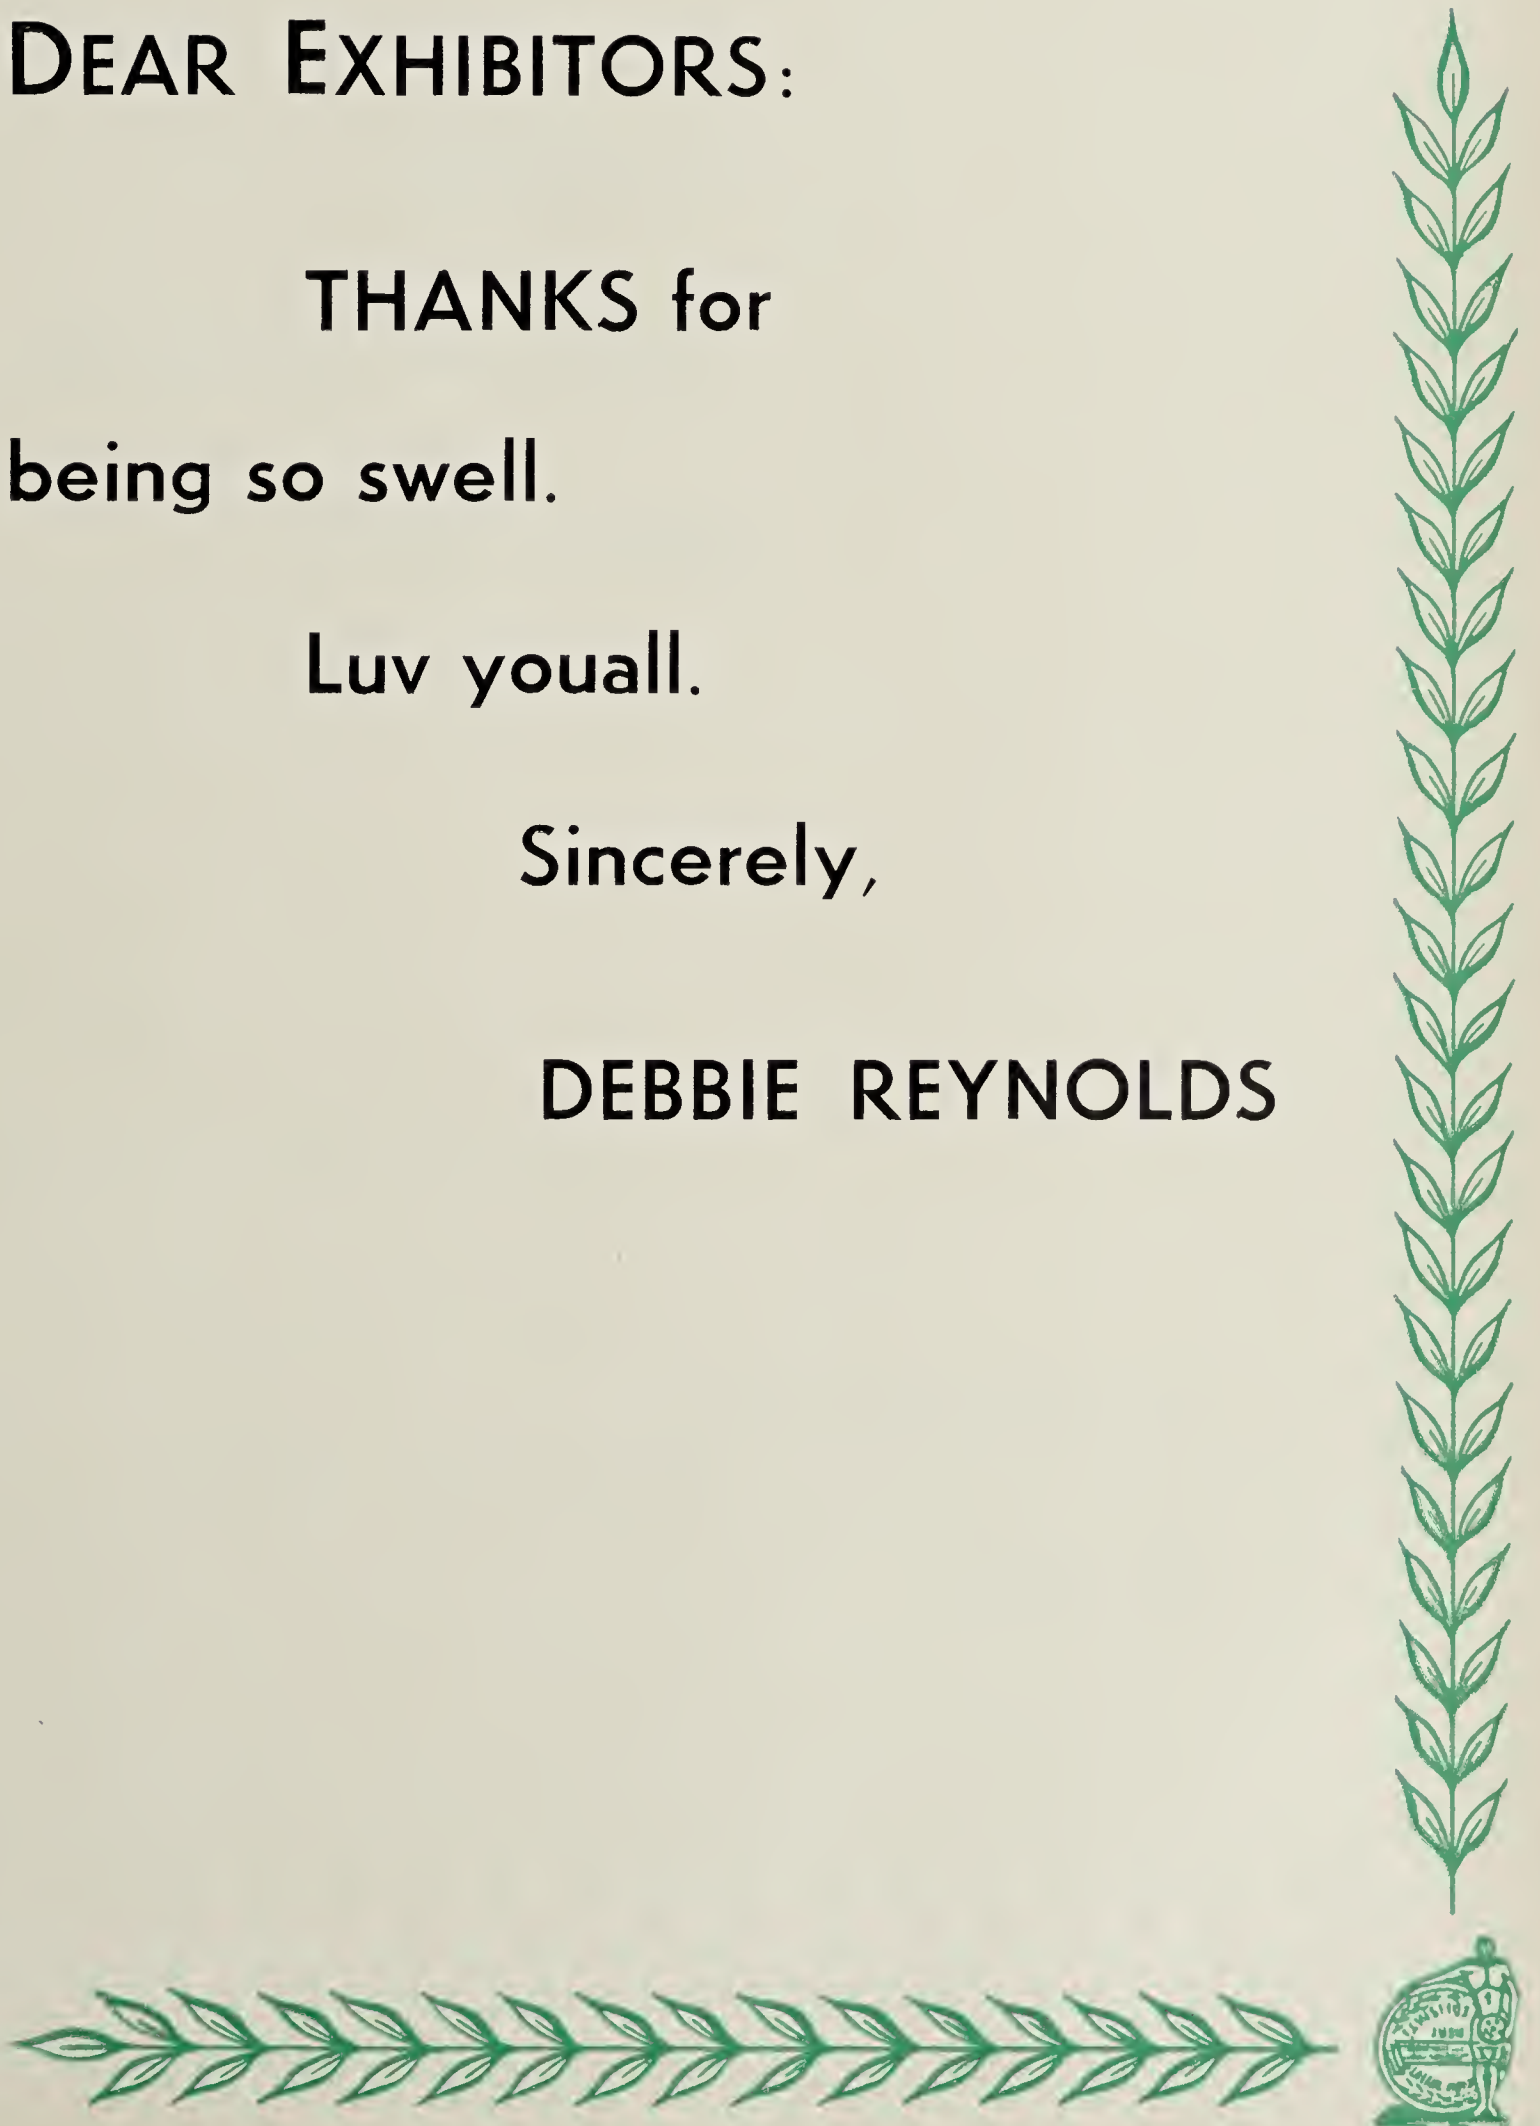 DEAR EXHIBITORS:
THANKS for
being so swell.
Luv youall.
Sincerely,
DEBBIE REYNOLDS